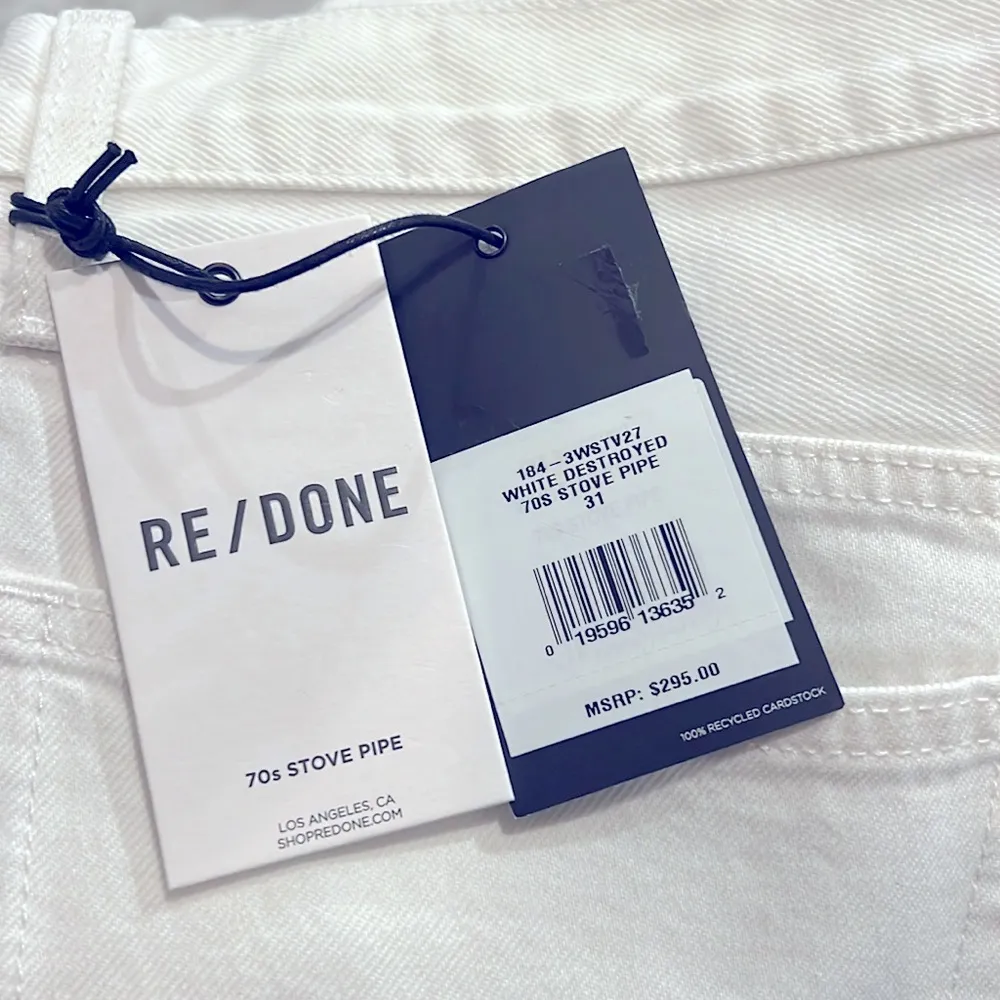 RE/DONE
70s STOVE PIPE
LOS ANGELES, CA
SHOPREDONE.COM
184-3WSTV27
WHITE DESTROYED
70S STOVE PIPE
31
0 19596 13635 2
MSRP: $295.00
100% RECYCLED CARDSTOCK